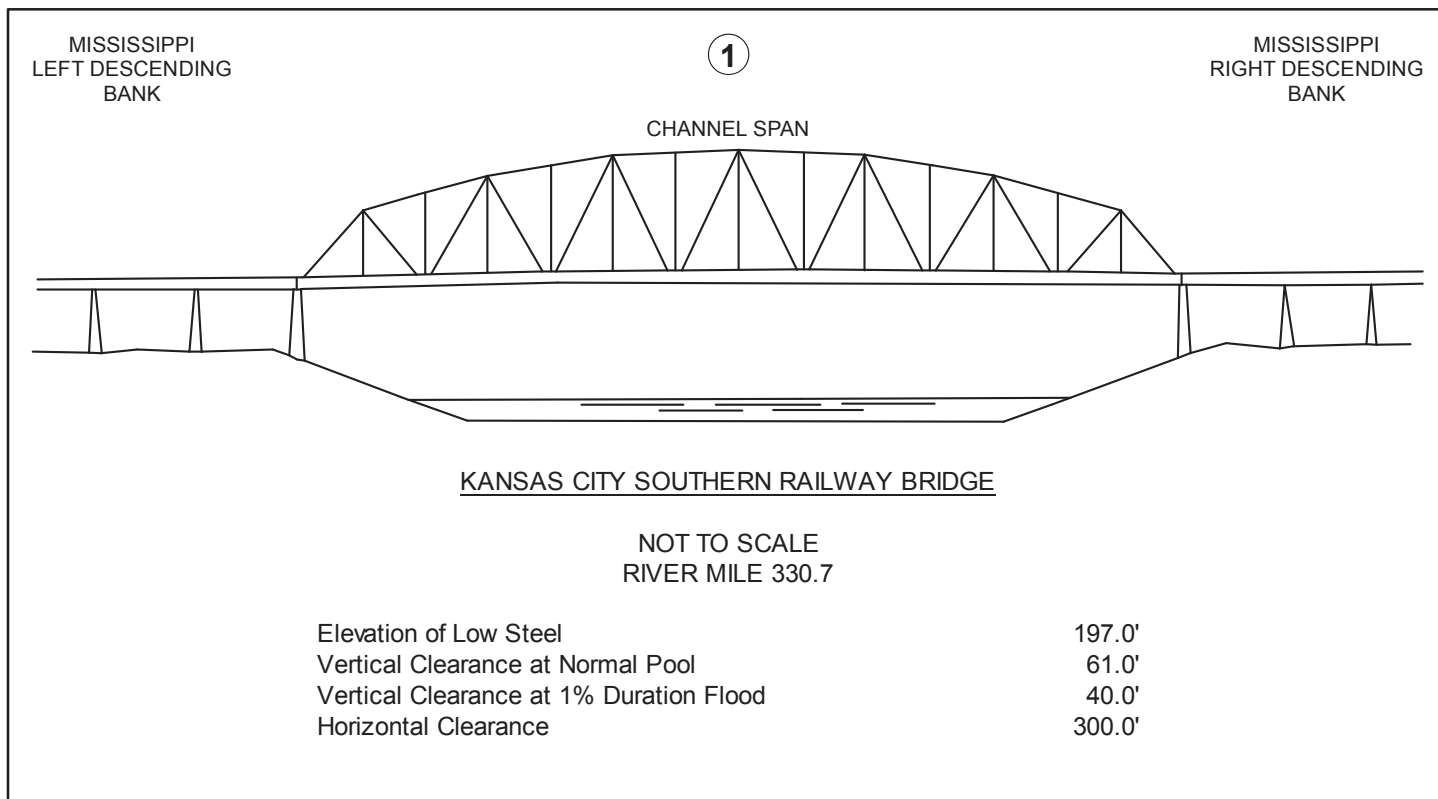 MISSISSIPPI
LEFT DESCENDING
BANK
1
MISSISSIPPI
RIGHT DESCENDING
BANK
CHANNEL SPAN
KANSAS CITY SOUTHERN RAILWAY BRIDGE
NOT TO SCALE
RIVER MILE 330.7
Elevation of Low Steel 197.0'
Vertical Clearance at Normal Pool 61.0'
Vertical Clearance at 1% Duration Flood 40.0'
Horizontal Clearance 300.0'